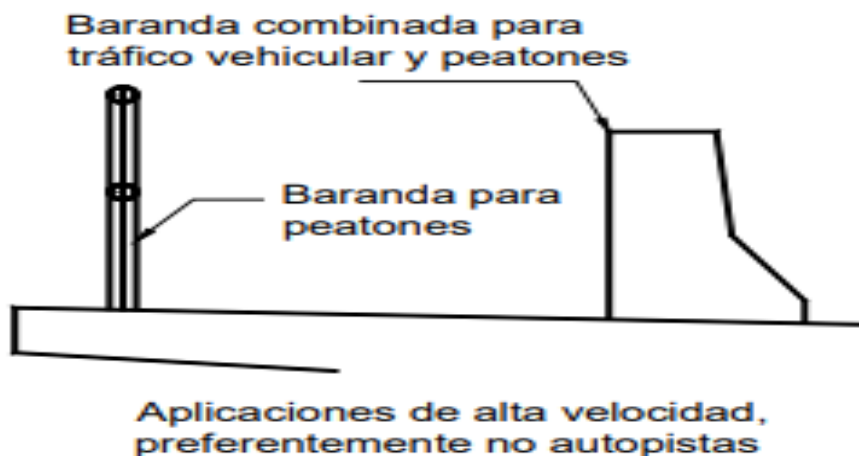 Baranda combinada para
tráfico vehicular y peatones
Baranda para
peatones
Aplicaciones de alta velocidad,
preferentemente no autopistas